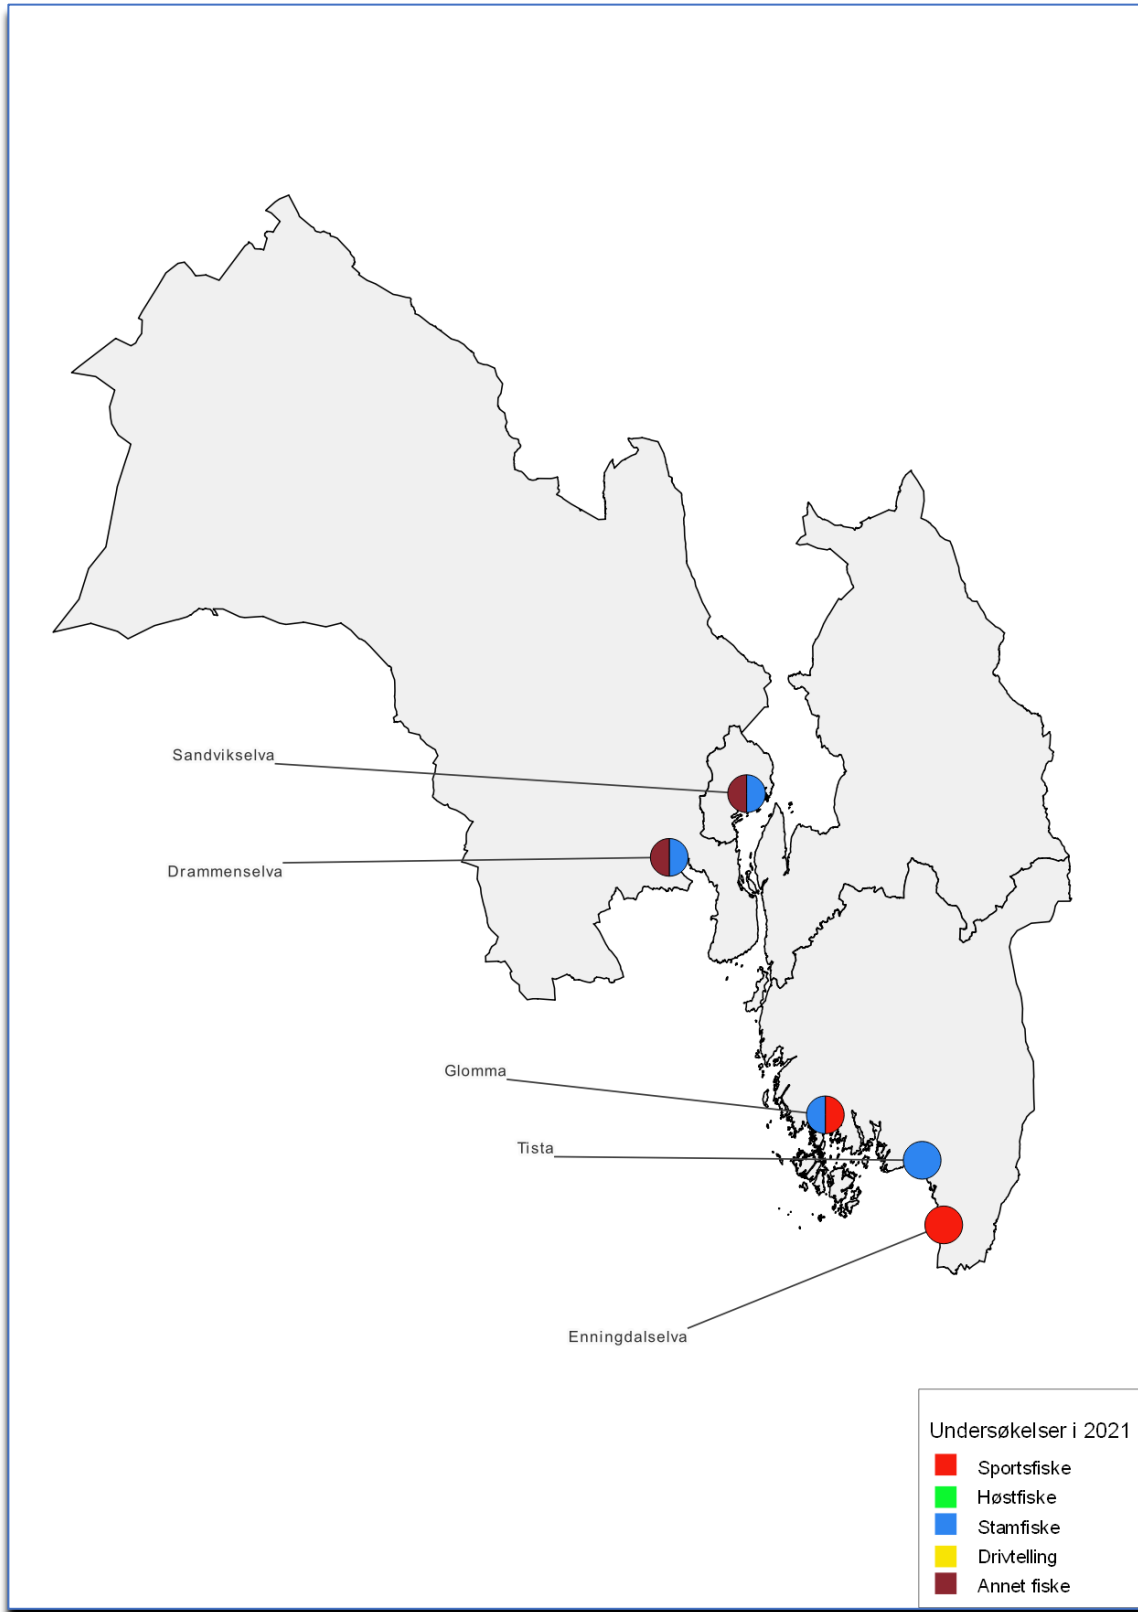 Sandvikselva
Drammenselva
Glomma
Tista
Enningdalselva
Undersøkelser i 2021
Sportsfiske
Høstfiske
Stamfiske
Drivtelling
Annet fiske